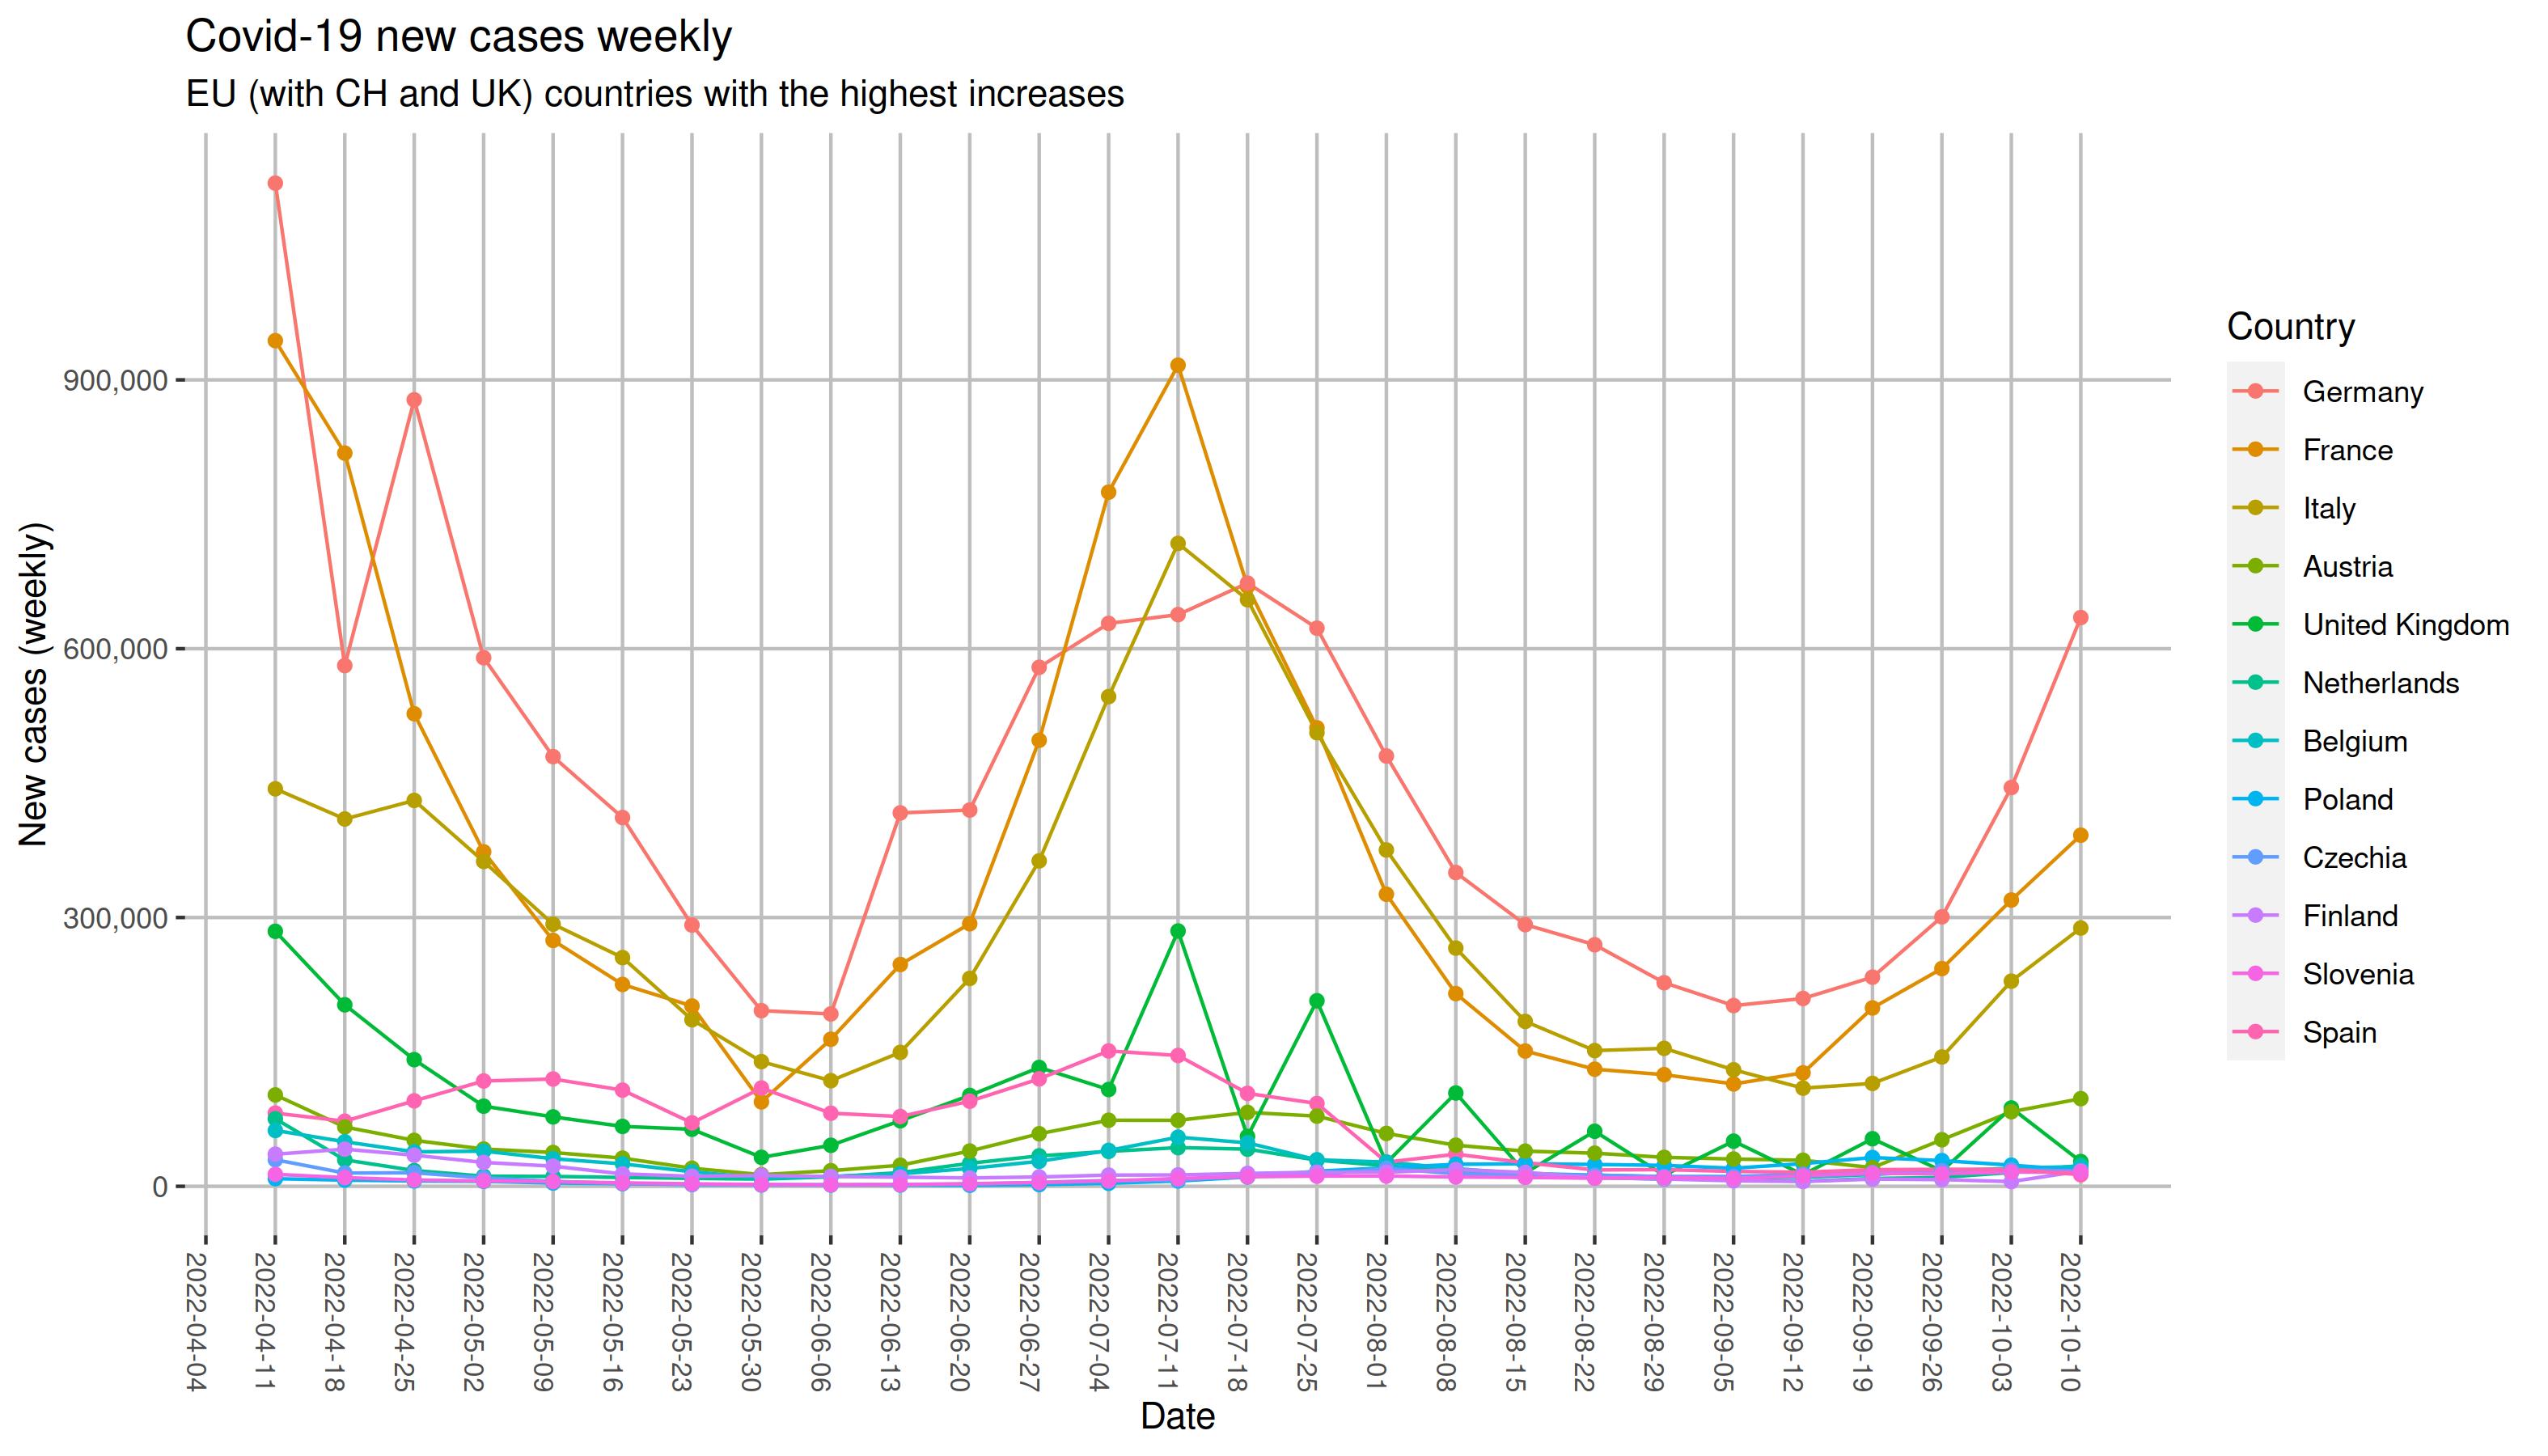 Covid-19 new cases weekly
EU (with CH and UK) countries with the highest increases
New cases (weekly)
900,000
600,000
300,000
0
2022-04-04
2022-04-11
2022-04-18
2022-04-25
2022-05-02
2022-05-09
2022-05-16
2022-05-23
2022-05-30
2022-06-06
2022-06-13
2022-06-20
2022-06-27
2022-07-04
2022-07-11
2022-07-18
2022-07-25
2022-08-01
2022-08-08
2022-08-15
2022-08-22
2022-08-29
2022-09-05
2022-09-12
2022-09-19
2022-09-26
2022-10-03
2022-10-10
Date
Country
Germany
France
Italy
Austria
United Kingdom
Netherlands
Belgium
Poland
Czechia
Finland
Slovenia
Spain